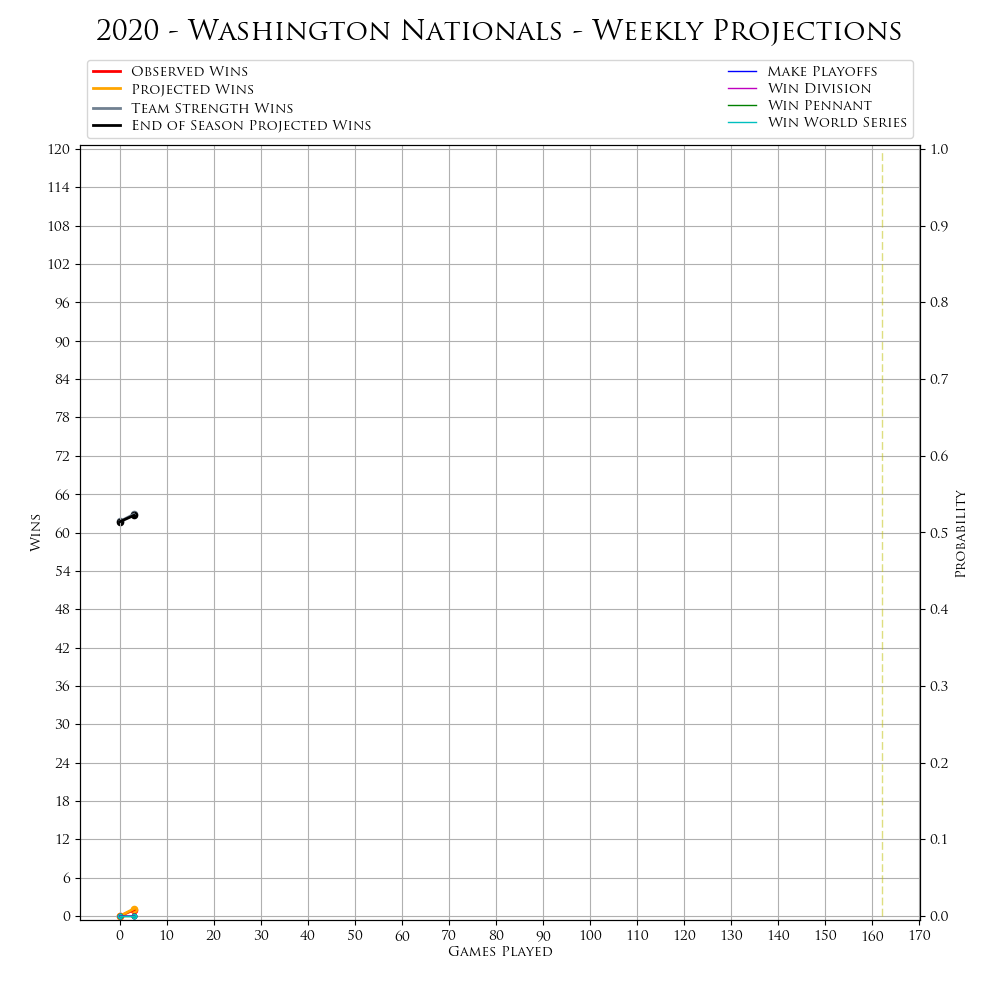 2020 - Washington Nationals - Weekly Projections
Observed Wins
Projected Wins
Team Strength Wins
End of Season Projected Wins
Make Playoffs
Win Division
Win Pennant
Win World Series
120
114
108
102
96
90
84
78
72
66
60
54
48
42
36
30
24
18
12
6
0
Wins
1.0
0.9
0.8
0.7
0.6
0.5
0.4
0.3
0.2
0.1
0.0
Probability
0 10 20 30 40 50 60 70 80 90 100 110 120 130 140 150 160 170
Games Played